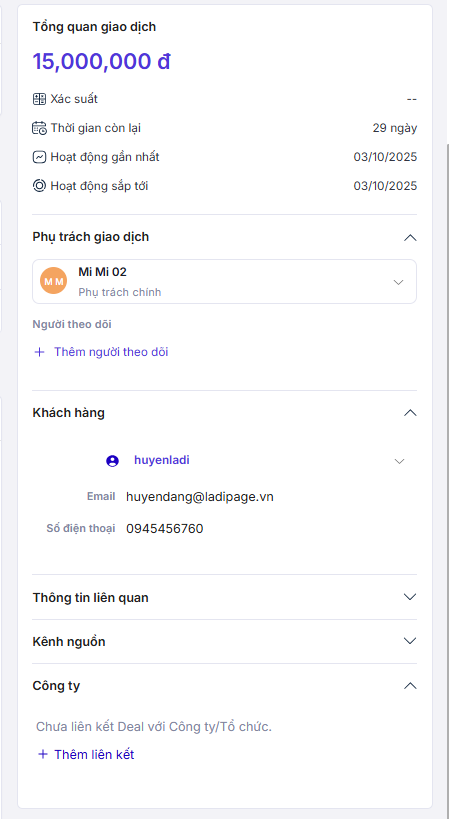 Tổng quan giao dịch
15,000,000 đ
Xác suất --
Thời gian còn lại 29 ngày
Hoạt động gần nhất 03/10/2025
Hoạt động sắp tới 03/10/2025
Phụ trách giao dịch
M M Mi Mi 02
Phụ trách chính
Người theo dõi
+ Thêm người theo dõi
Khách hàng
huyenladi
Email huyendang@ladipage.vn
Số điện thoại 0945456760
Thông tin liên quan
Kênh nguồn
Công ty
Chưa liên kết Deal với Công ty/Tổ chức.
+ Thêm liên kết